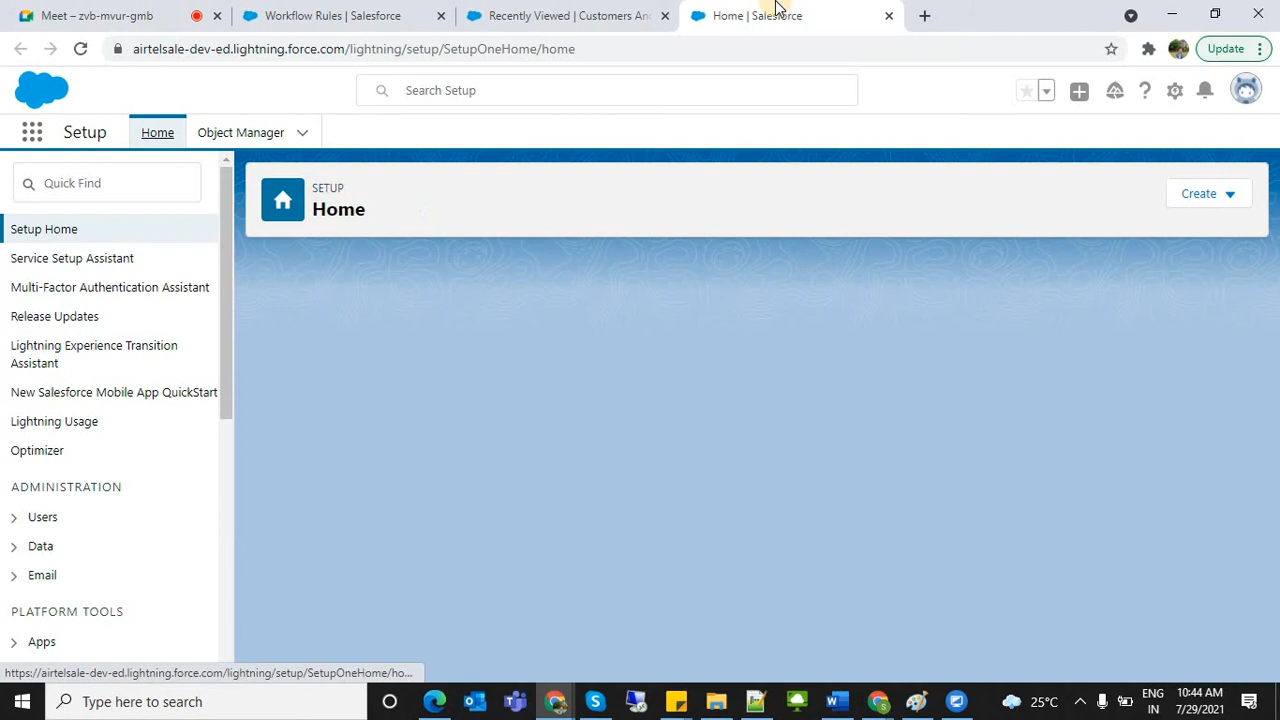 Meet – zvb-mvur-gmb
Workflow Rules | Salesforce
Recently Viewed | Customers And
Home | Salesforce
airtelsale-dev-ed.lightning.force.com/lightning/setup/SetupOneHome/home
Update
Search Setup
Setup
Home
Object Manager
Quick Find
SETUP
Home
Create
Setup Home
Service Setup Assistant
Multi-Factor Authentication Assistant
Release Updates
Lightning Experience Transition
Assistant
New Salesforce Mobile App QuickStart
Lightning Usage
Optimizer
ADMINISTRATION
Users
Data
Email
PLATFORM TOOLS
Apps
https://airtelsale-dev-ed.lightning.force.com/lightning/setup/SetupOneHome/ho...
Type here to search
25°C
ENG
IN
10:44 AM
7/29/2021